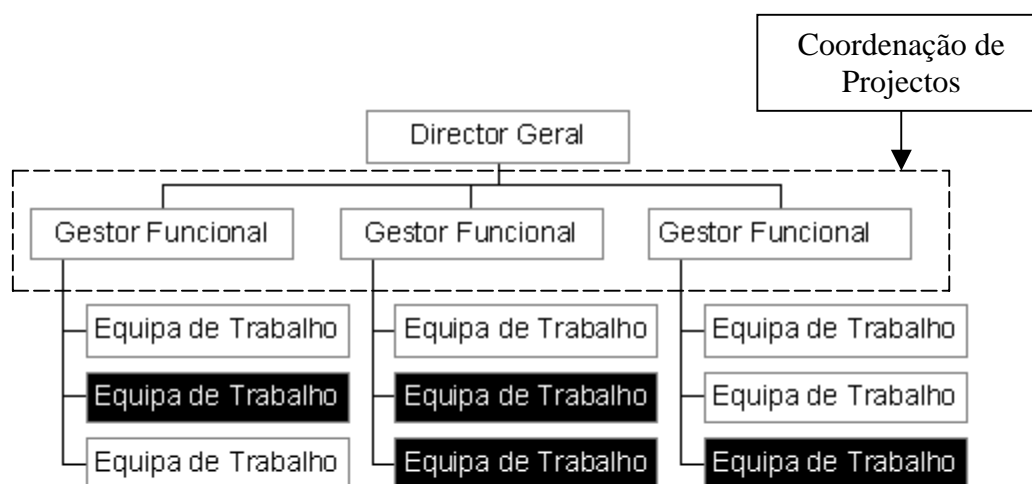 Coordenação de
Projectos
Director Geral
Gestor Funcional
Gestor Funcional
Gestor Funcional
Equipa de Trabalho
Equipa de Trabalho
Equipa de Trabalho
Equipa de Trabalho
Equipa de Trabalho
Equipa de Trabalho
Equipa de Trabalho
Equipa de Trabalho
Equipa de Trabalho